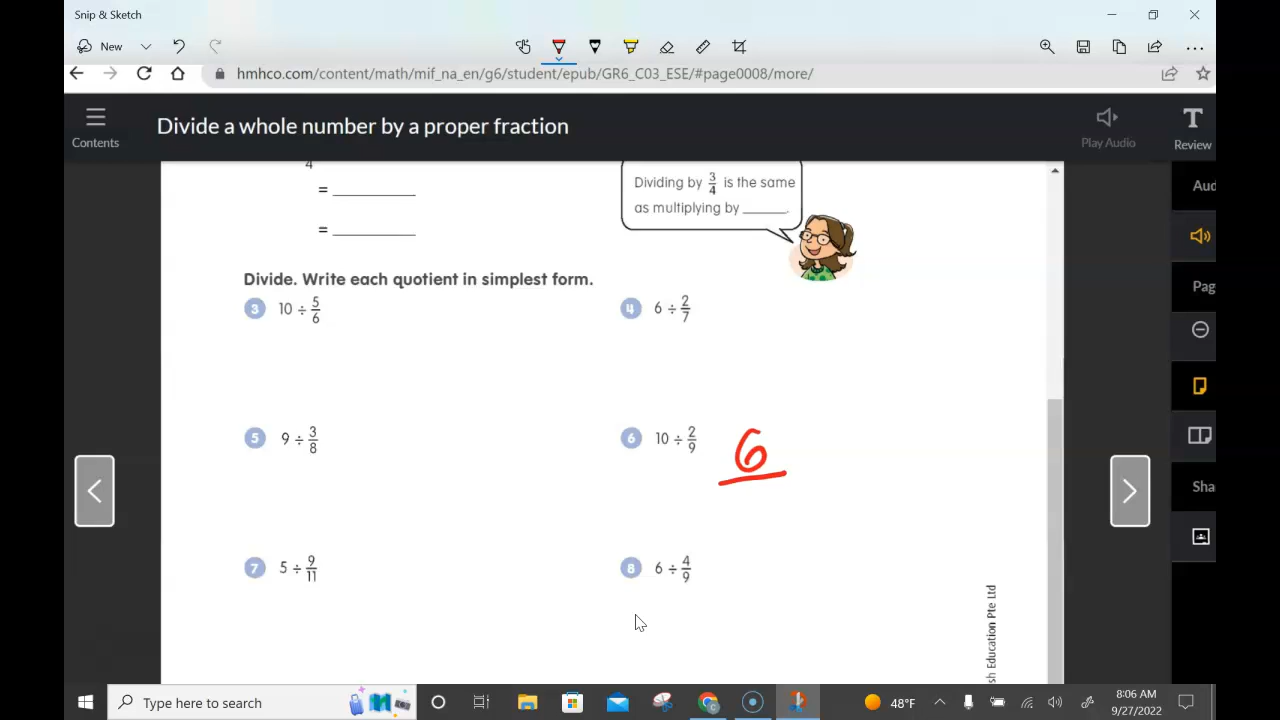 Snip & Sketch
New
hmhco.com/content/math/mif_na_en/g6/student/epub/GR6_C03_ESE/#page0008/more/
Contents
Divide a whole number by a proper fraction
Play Audio
T
Review
4
= ________
= ________
Dividing by 3/4 is the same
as multiplying by ______.
Aud
Pag
Sha
Divide. Write each quotient in simplest form.
3 10 ÷ 5/6
4 6 ÷ 2/7
5 9 ÷ 3/8
6 10 ÷ 2/9
6
7 5 ÷ 9/11
8 6 ÷ 4/9
sh Education Pte Ltd
Type here to search
48°F
8:06 AM
9/27/2022